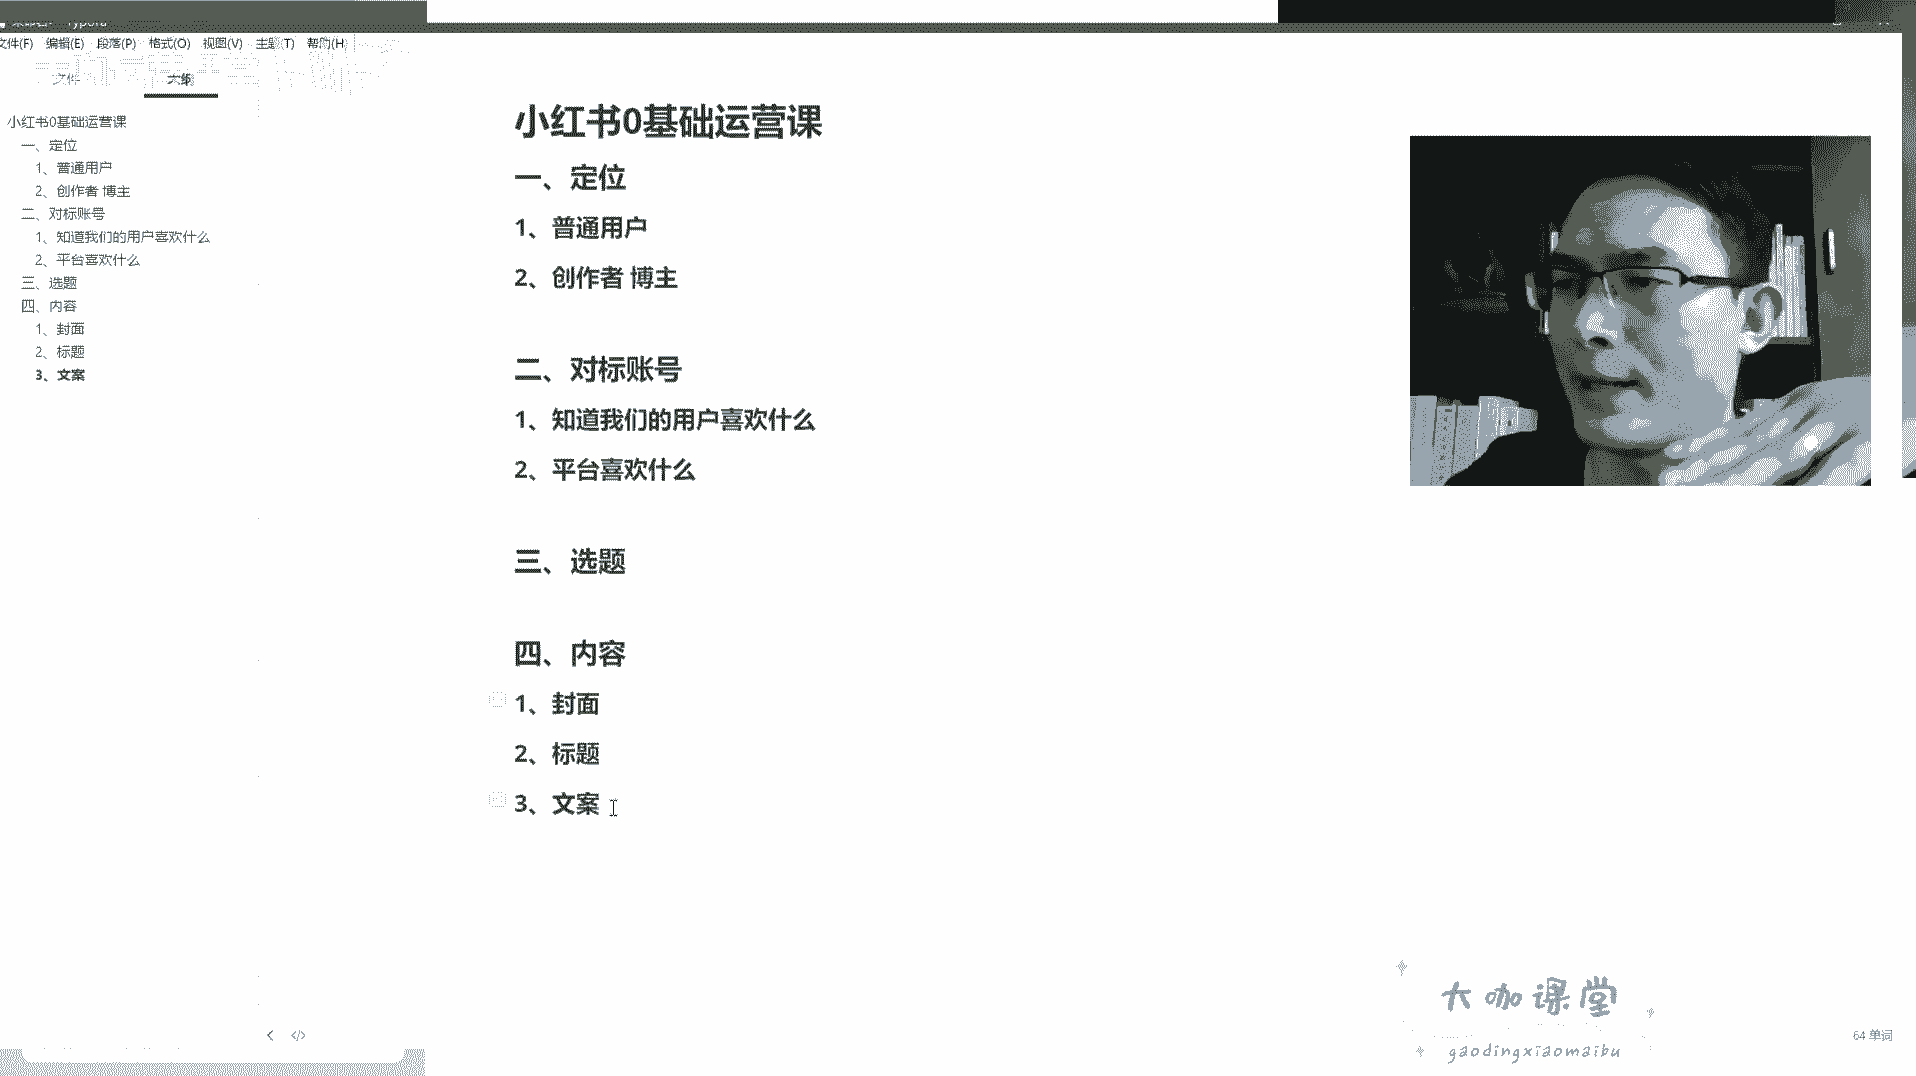 文件(F) 编辑(E) 段落(P) 格式(O) 视图(V) 主题(T) 帮助(H)
文件 大纲
小红书0基础运营课
一、定位
1、普通用户
2、创作者 博主
二、对标账号
1、知道我们的用户喜欢什么
2、平台喜欢什么
三、选题
四、内容
1、封面
2、标题
3、文案
小红书0基础运营课
一、定位
1、普通用户
2、创作者 博主
二、对标账号
1、知道我们的用户喜欢什么
2、平台喜欢什么
三、选题
四、内容
1、封面
2、标题
3、文案
大咖课堂
gaodingxiaomaibu
64 单词